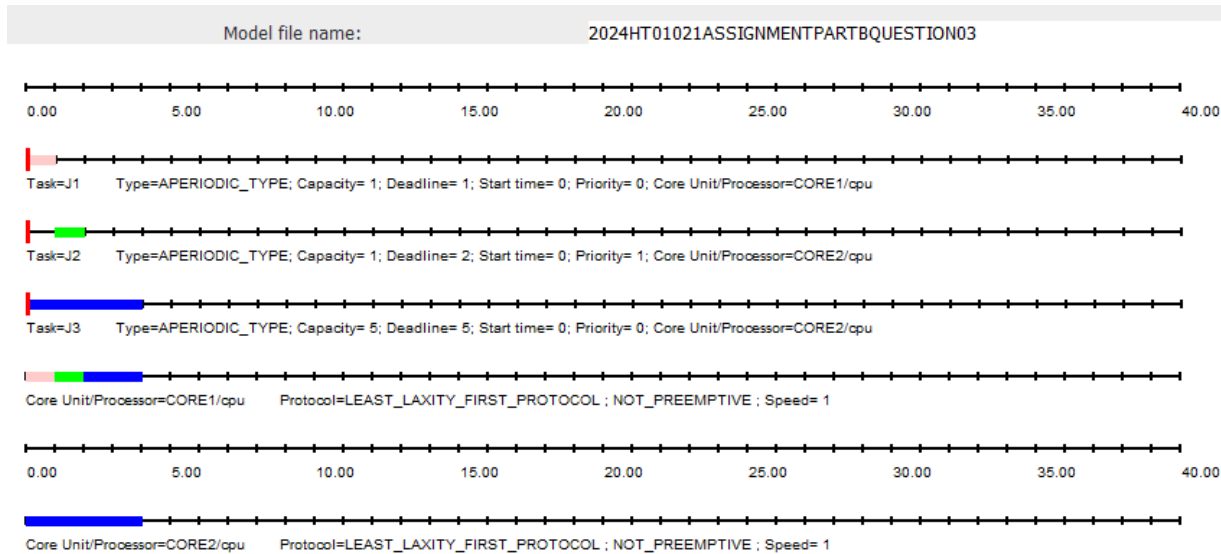 Model file name: 2024HT01021ASSIGNMENTPARTBQUESTION03
0.00 5.00 10.00 15.00 20.00 25.00 30.00 35.00 40.00
Task=J1 Type=APERIODIC_TYPE; Capacity= 1; Deadline= 1; Start time= 0; Priority= 0; Core Unit/Processor=CORE1/cpu
Task=J2 Type=APERIODIC_TYPE; Capacity= 1; Deadline= 2; Start time= 0; Priority= 1; Core Unit/Processor=CORE2/cpu
Task=J3 Type=APERIODIC_TYPE; Capacity= 5; Deadline= 5; Start time= 0; Priority= 0; Core Unit/Processor=CORE2/cpu
Core Unit/Processor=CORE1/cpu Protocol=LEAST_LAXITY_FIRST_PROTOCOL ; NOT_PREEMPTIVE ; Speed= 1
0.00 5.00 10.00 15.00 20.00 25.00 30.00 35.00 40.00
Core Unit/Processor=CORE2/cpu Protocol=LEAST_LAXITY_FIRST_PROTOCOL ; NOT_PREEMPTIVE ; Speed= 1